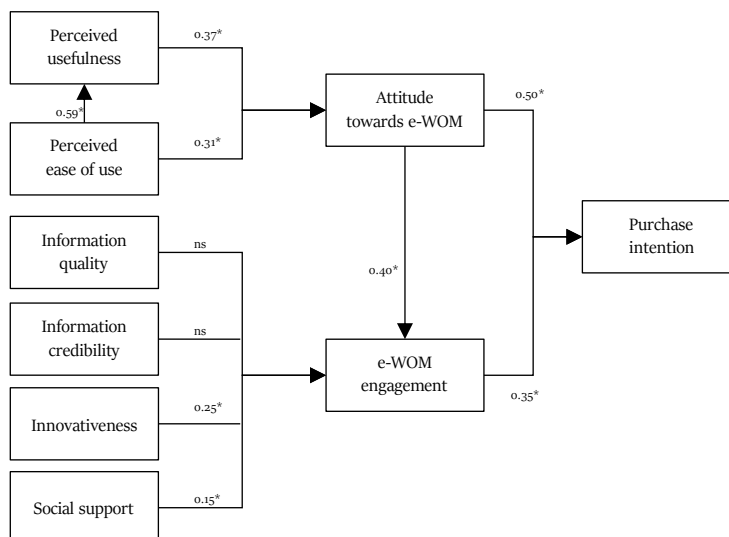 Perceived
usefulness
0.37*
0.59*
Perceived
ease of use
0.31*
Attitude
towards e-WOM
0.50*
Information
quality
ns
Purchase
intention
0.40*
Information
credibility
ns
e-WOM
engagement
0.35*
Innovativeness
0.25*
Social support
0.15*